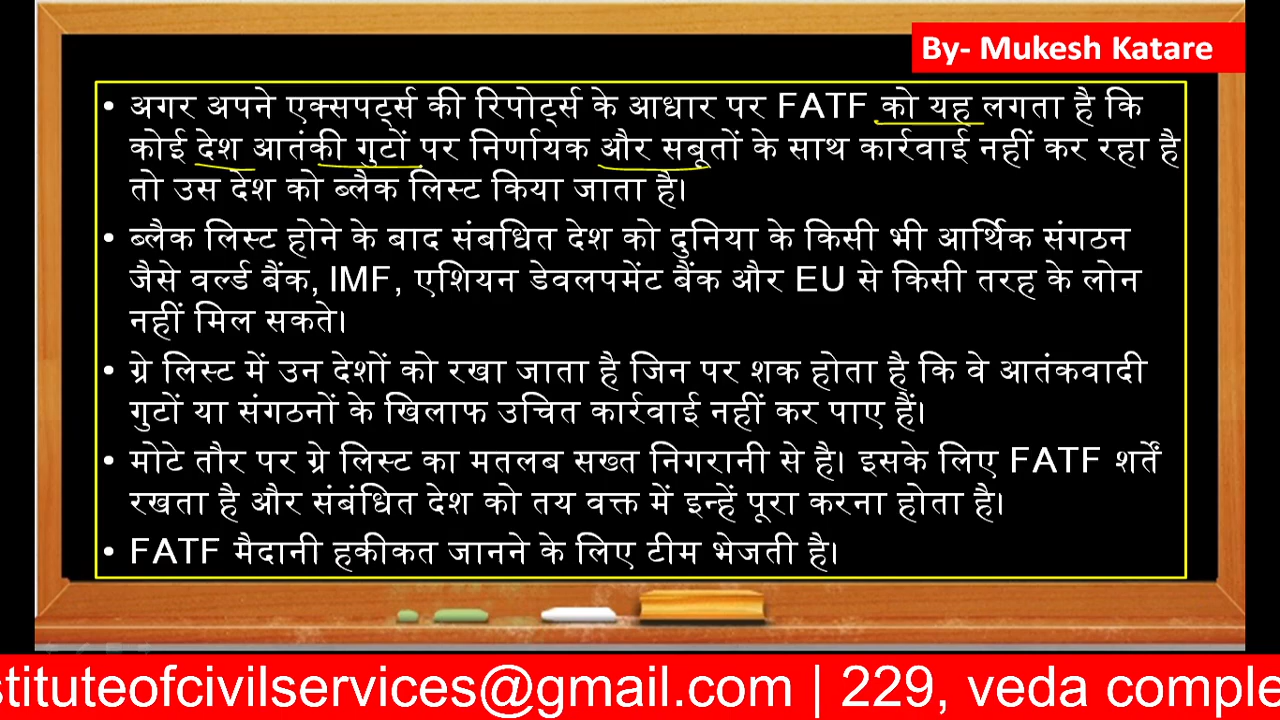 By- Mukesh Katare
• अगर अपने एक्सपर्ट्स की रिपोर्ट्स के आधार पर FATF को यह लगता है कि
कोई देश आतंकी गुटों पर निर्णायक और सबूतों के साथ कार्रवाई नहीं कर रहा है
तो उस देश को ब्लैक लिस्ट किया जाता है।
• ब्लैक लिस्ट होने के बाद संबधित देश को दुनिया के किसी भी आर्थिक संगठन
जैसे वर्ल्ड बैंक, IMF, एशियन डेवलपमेंट बैंक और EU से किसी तरह के लोन
नहीं मिल सकते।
• ग्रे लिस्ट में उन देशों को रखा जाता है जिन पर शक होता है कि वे आतंकवादी
गुटों या संगठनों के खिलाफ उचित कार्रवाई नहीं कर पाए हैं।
• मोटे तौर पर ग्रे लिस्ट का मतलब सख्त निगरानी से है। इसके लिए FATF शर्तें
रखता है और संबंधित देश को तय वक्त में इन्हें पूरा करना होता है।
• FATF मैदानी हकीकत जानने के लिए टीम भेजती है।
stituteofcivilservices@gmail.com | 229, veda comple